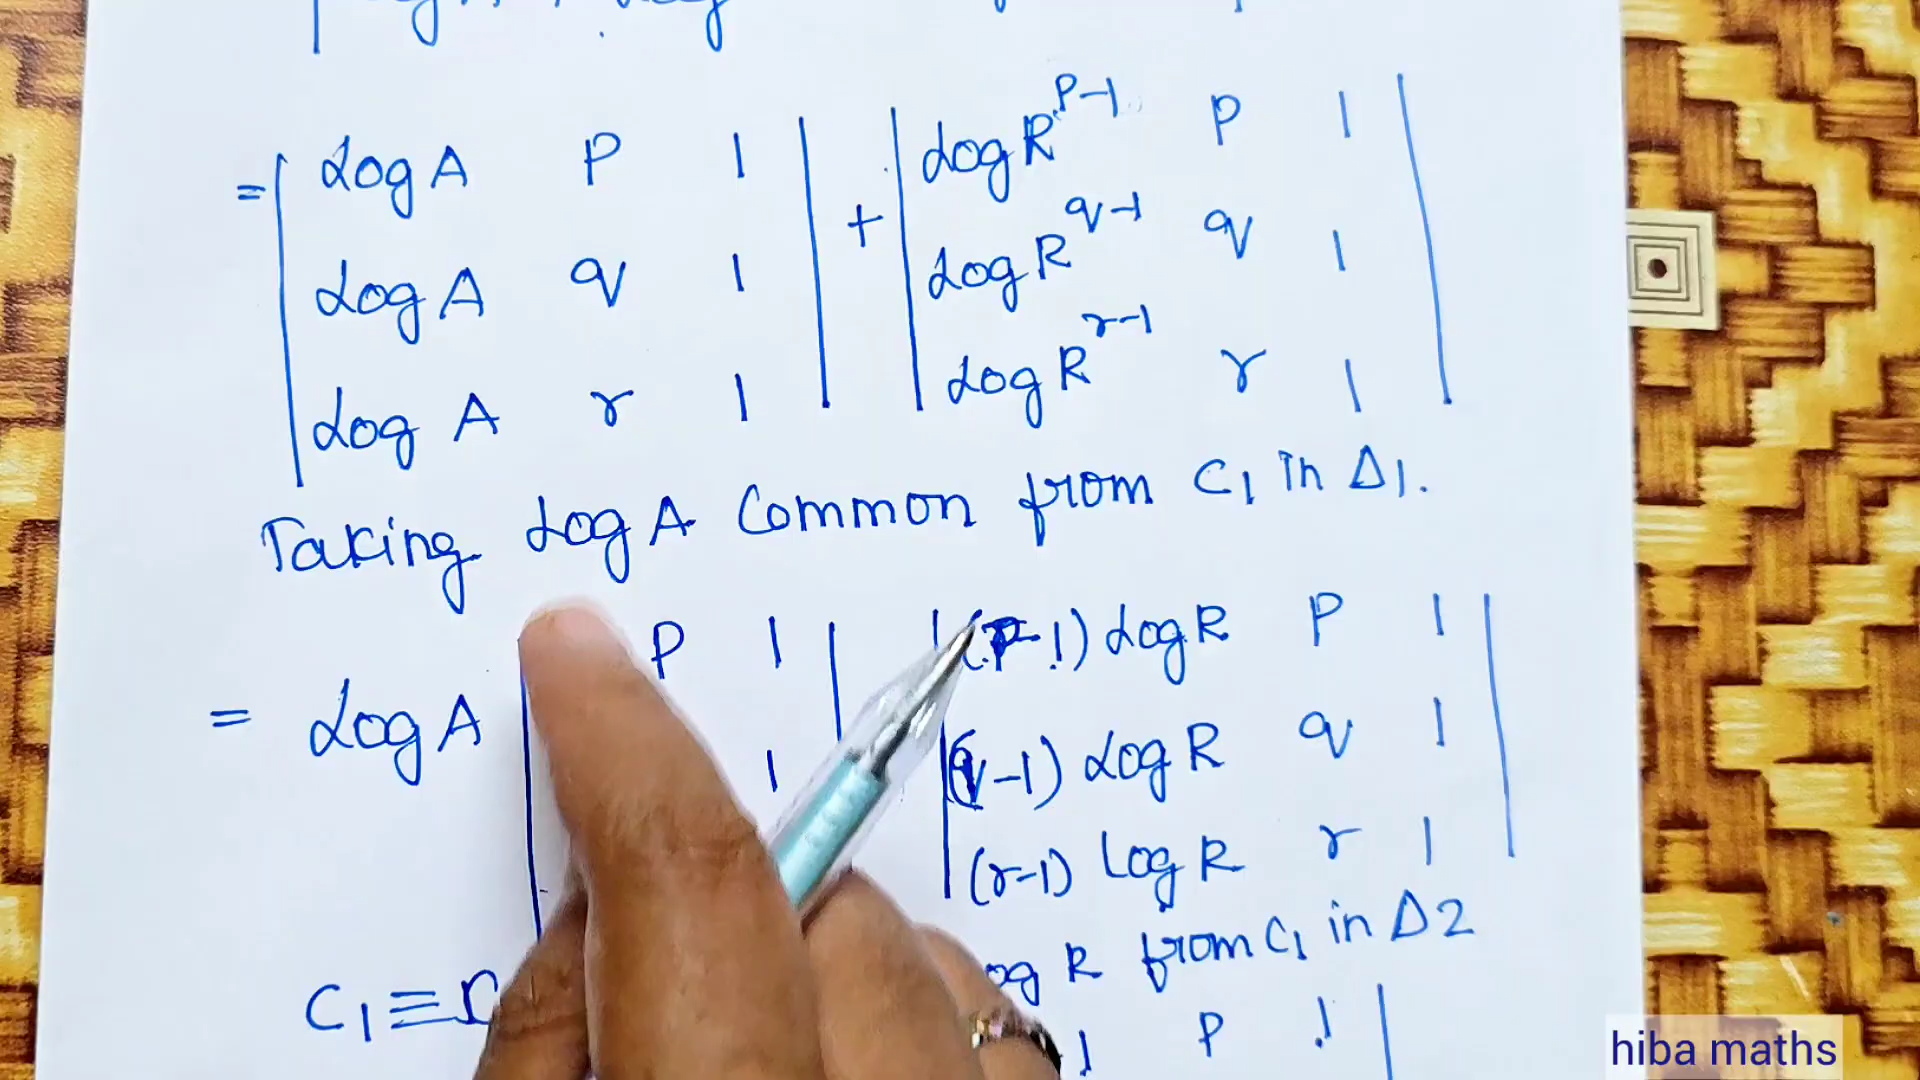 = | Log A P 1 | + | Log R^{P-1} P 1 |
| Log A q 1 | | Log R^{q-1} q 1 |
| Log A r 1 | | Log R^{r-1} r 1 |
Taking Log A Common from C1 in Δ1.
P 1 | | (P-1) Log R P 1 |
= Log A | 1 | (q-1) Log R q 1 |
(r-1) Log R r 1 |
C1 ≡ R from C1 in Δ2
1 P 1 |
hiba maths